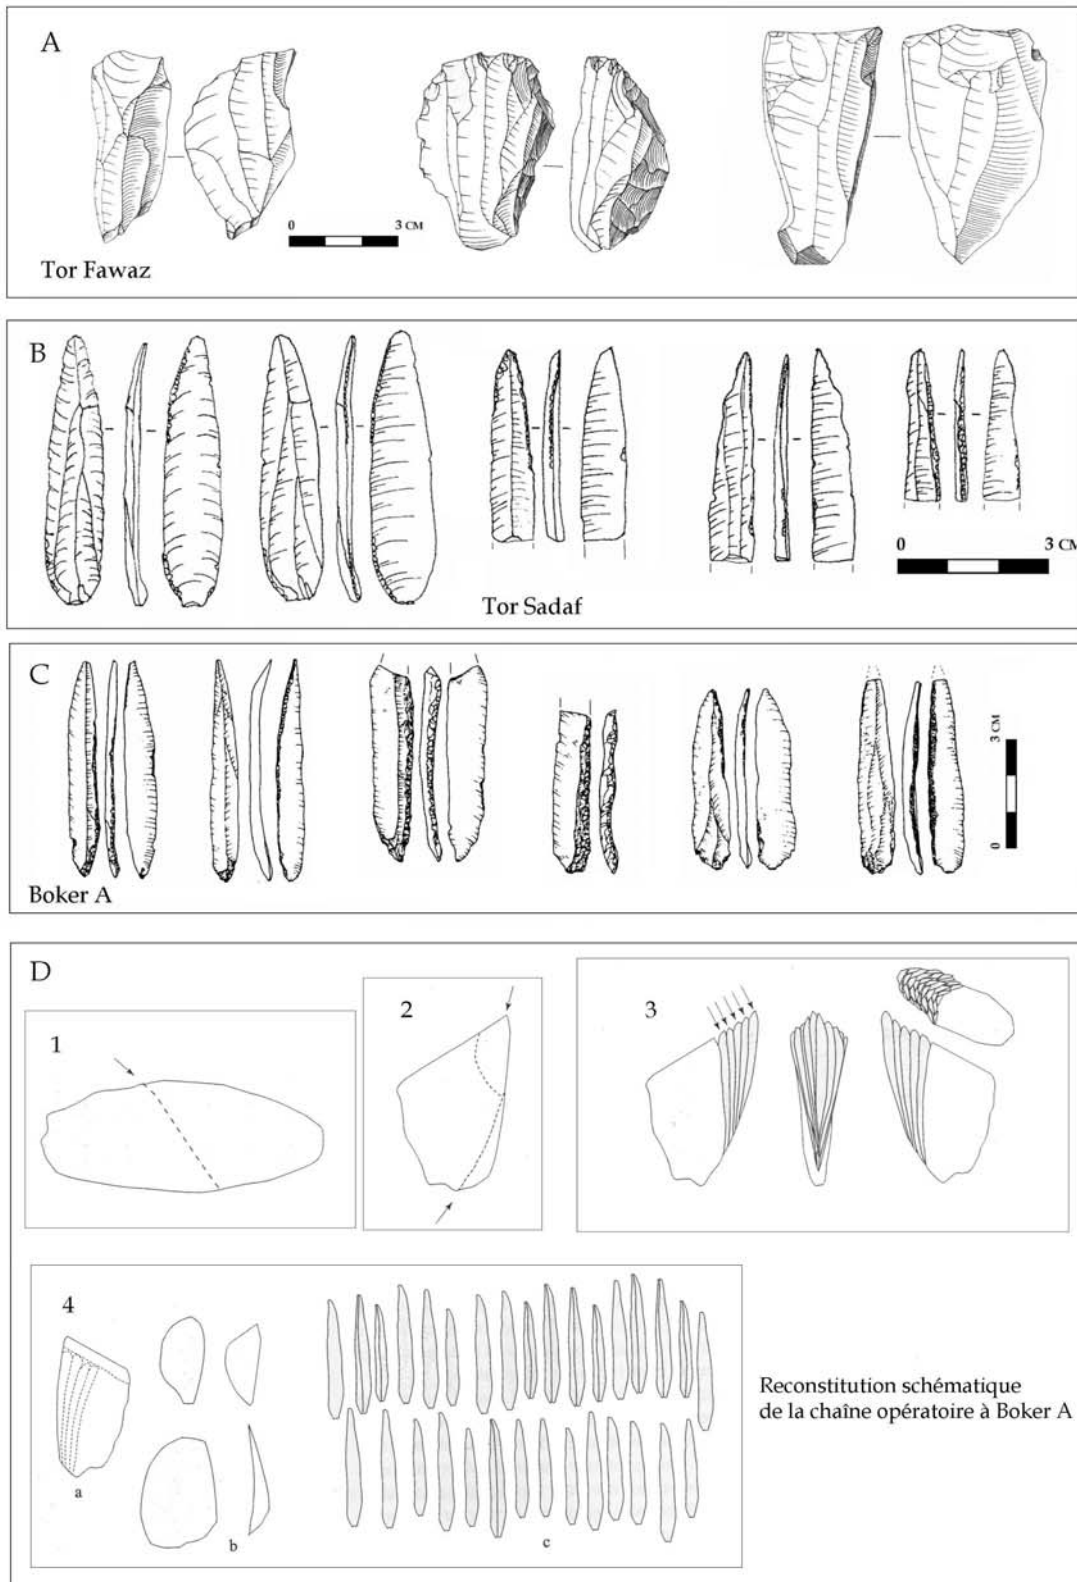 A
0 3 CM
Tor Fawaz
B
0 3 CM
Tor Sadaf
C
3 CM
0
Boker A
D
1
2
3
4
a
b
c
Reconstitution schématique
de la chaîne opératoire à Boker A